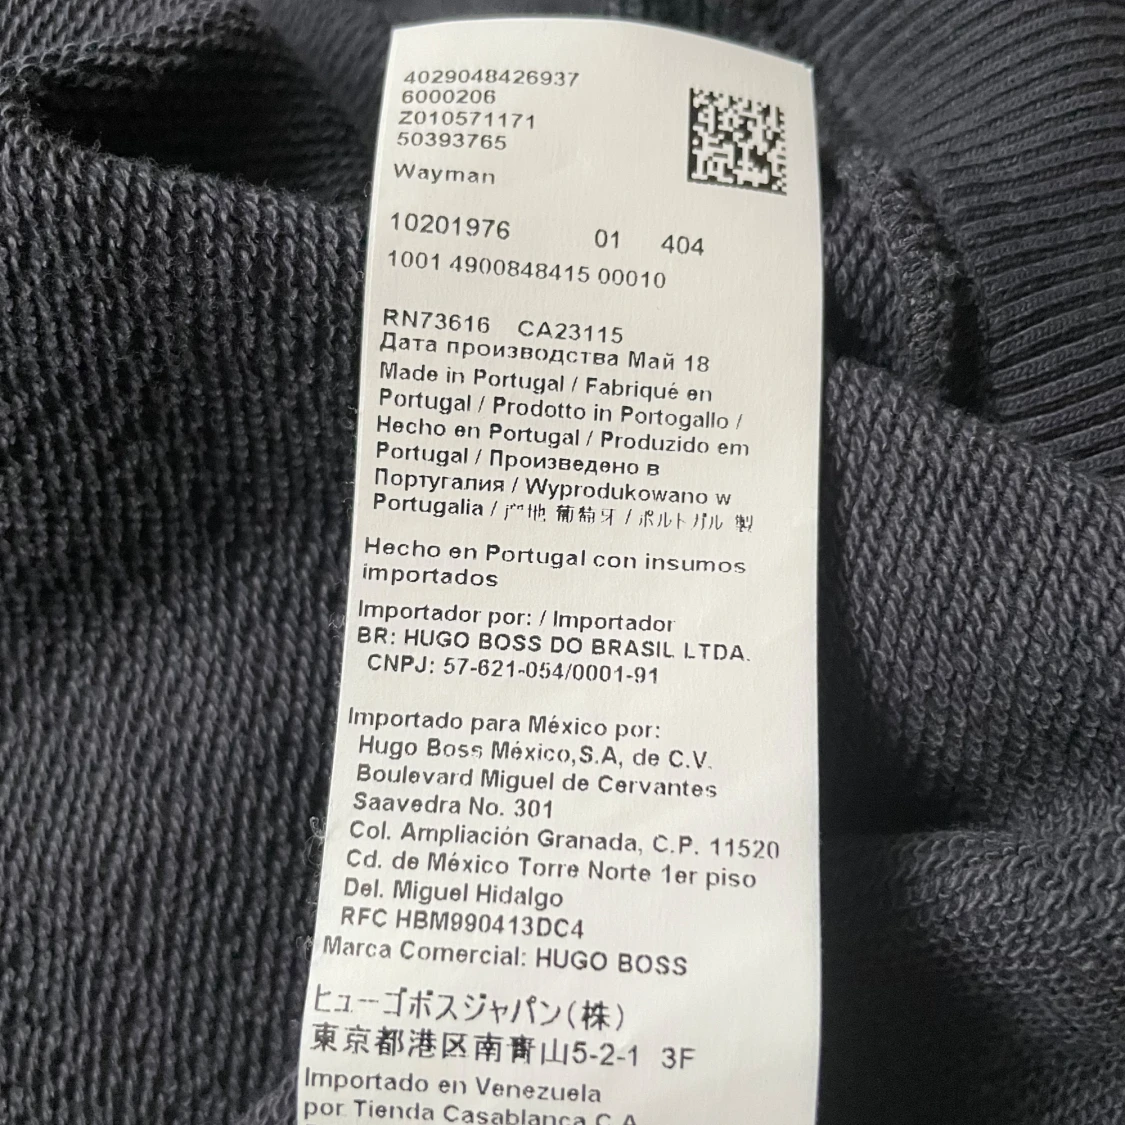 4029048426937
6000206
Z010571171
50393765
Wayman
10201976 01 404
1001 4900848415 00010
RN73616 CA23115
Дата производства Май 18
Made in Portugal / Fabriqué en
Portugal / Prodotto in Portogallo /
Hecho en Portugal / Produzido em
Portugal / Произведено в
Португалия / Wyprodukowano w
Portugalia / 产地 葡萄牙 / ポルトガル 製
Hecho en Portugal con insumos
importados
Importador por: / Importador
BR: HUGO BOSS DO BRASIL LTDA.
CNPJ: 57-621-054/0001-91
Importado para México por:
Hugo Boss México,S.A, de C.V.
Boulevard Miguel de Cervantes
Saavedra No. 301
Col. Ampliación Granada, C.P. 11520
Cd. de México Torre Norte 1er piso
Del. Miguel Hidalgo
RFC HBM990413DC4
Marca Comercial: HUGO BOSS
ヒューゴボスジャパン(株)
東京都港区南青山5-2-1 3F
Importado en Venezuela
por Tienda Casablanca C.A.